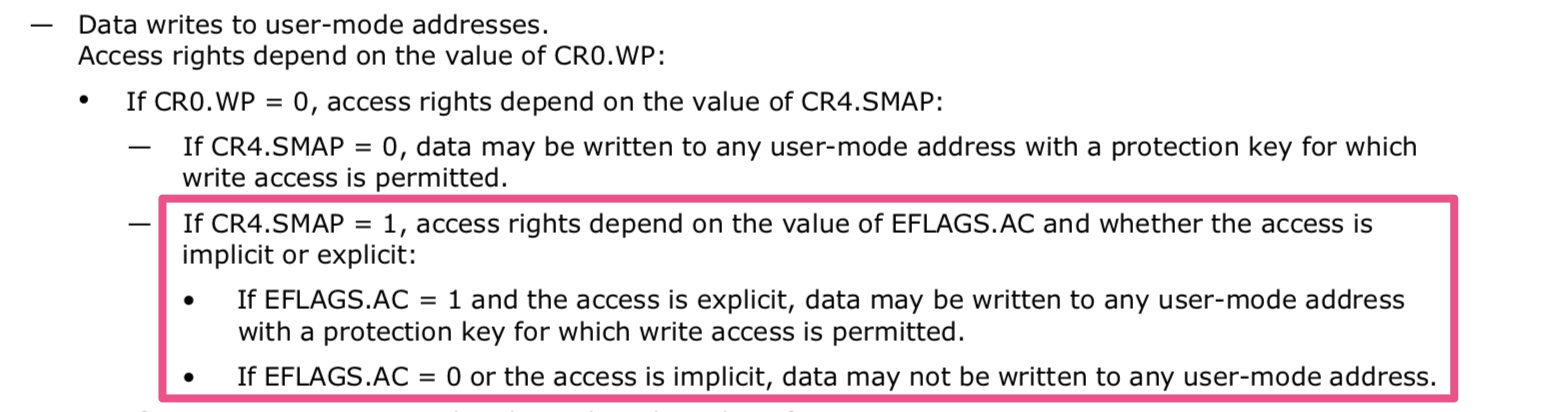 — Data writes to user-mode addresses.
Access rights depend on the value of CR0.WP:
• If CR0.WP = 0, access rights depend on the value of CR4.SMAP:
— If CR4.SMAP = 0, data may be written to any user-mode address with a protection key for which
write access is permitted.
— If CR4.SMAP = 1, access rights depend on the value of EFLAGS.AC and whether the access is
implicit or explicit:
• If EFLAGS.AC = 1 and the access is explicit, data may be written to any user-mode address
with a protection key for which write access is permitted.
• If EFLAGS.AC = 0 or the access is implicit, data may not be written to any user-mode address.